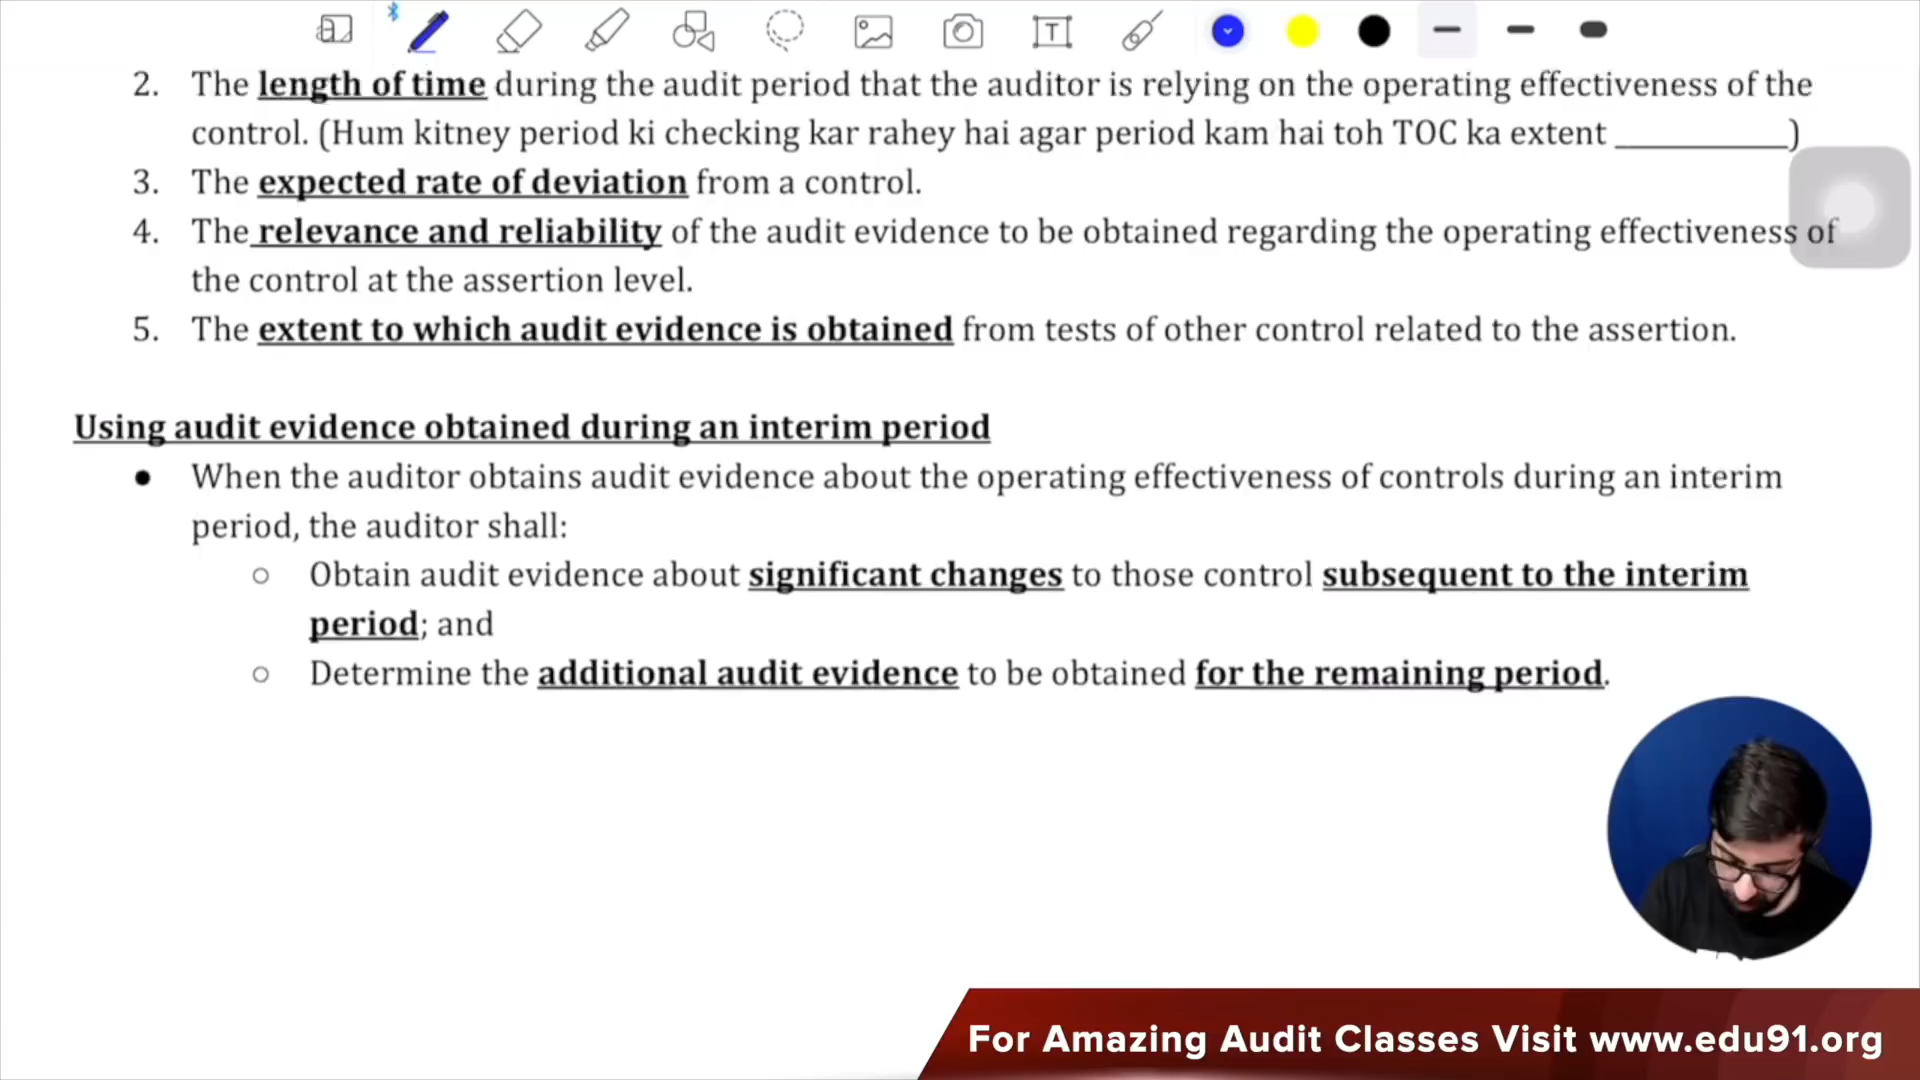 2. The length of time during the audit period that the auditor is relying on the operating effectiveness of the
control. (Hum kitney period ki checking kar rahey hai agar period kam hai toh TOC ka extent __________)
3. The expected rate of deviation from a control.
4. The relevance and reliability of the audit evidence to be obtained regarding the operating effectiveness of
the control at the assertion level.
5. The extent to which audit evidence is obtained from tests of other control related to the assertion.
Using audit evidence obtained during an interim period
● When the auditor obtains audit evidence about the operating effectiveness of controls during an interim
period, the auditor shall:
○ Obtain audit evidence about significant changes to those control subsequent to the interim
period; and
○ Determine the additional audit evidence to be obtained for the remaining period.
For Amazing Audit Classes Visit www.edu91.org